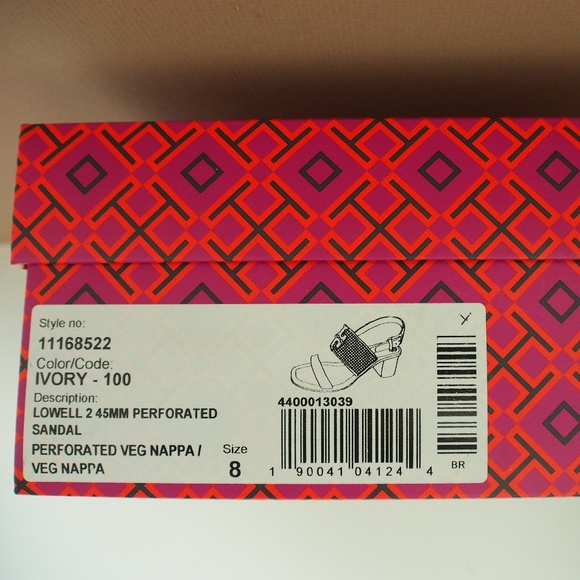 Style no:
11168522
Color/Code:
IVORY - 100
Description:
LOWELL 2 45MM PERFORATED
SANDAL
PERFORATED VEG NAPPA /
VEG NAPPA
Size
8
4400013039
1 90041 04124 4
BR